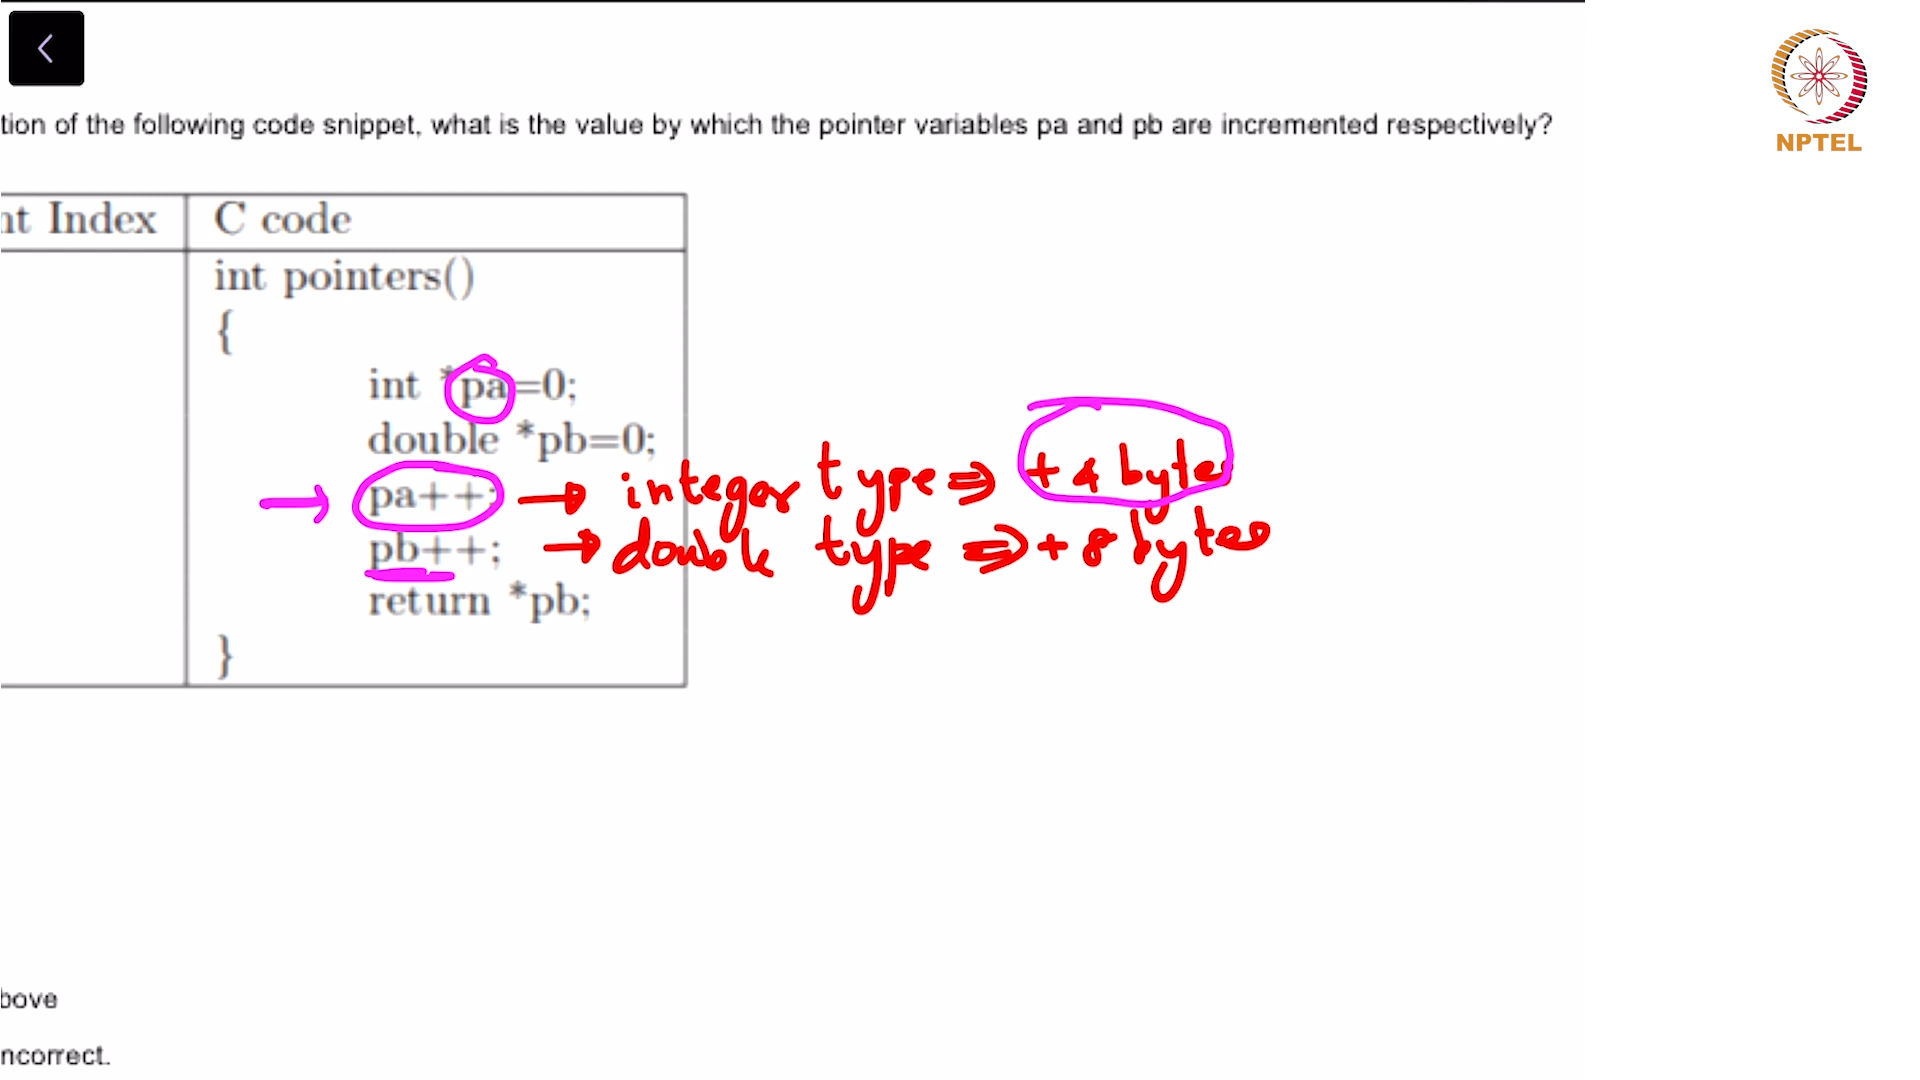 tion of the following code snippet, what is the value by which the pointer variables pa and pb are incremented respectively?
NPTEL
nt Index C code
int pointers()
{
int *pa=0;
double *pb=0;
pa++; → integer type ⇒ +4 bytes
pb++; → double type ⇒ +8 bytes
return *pb;
}
bove
ncorrect.